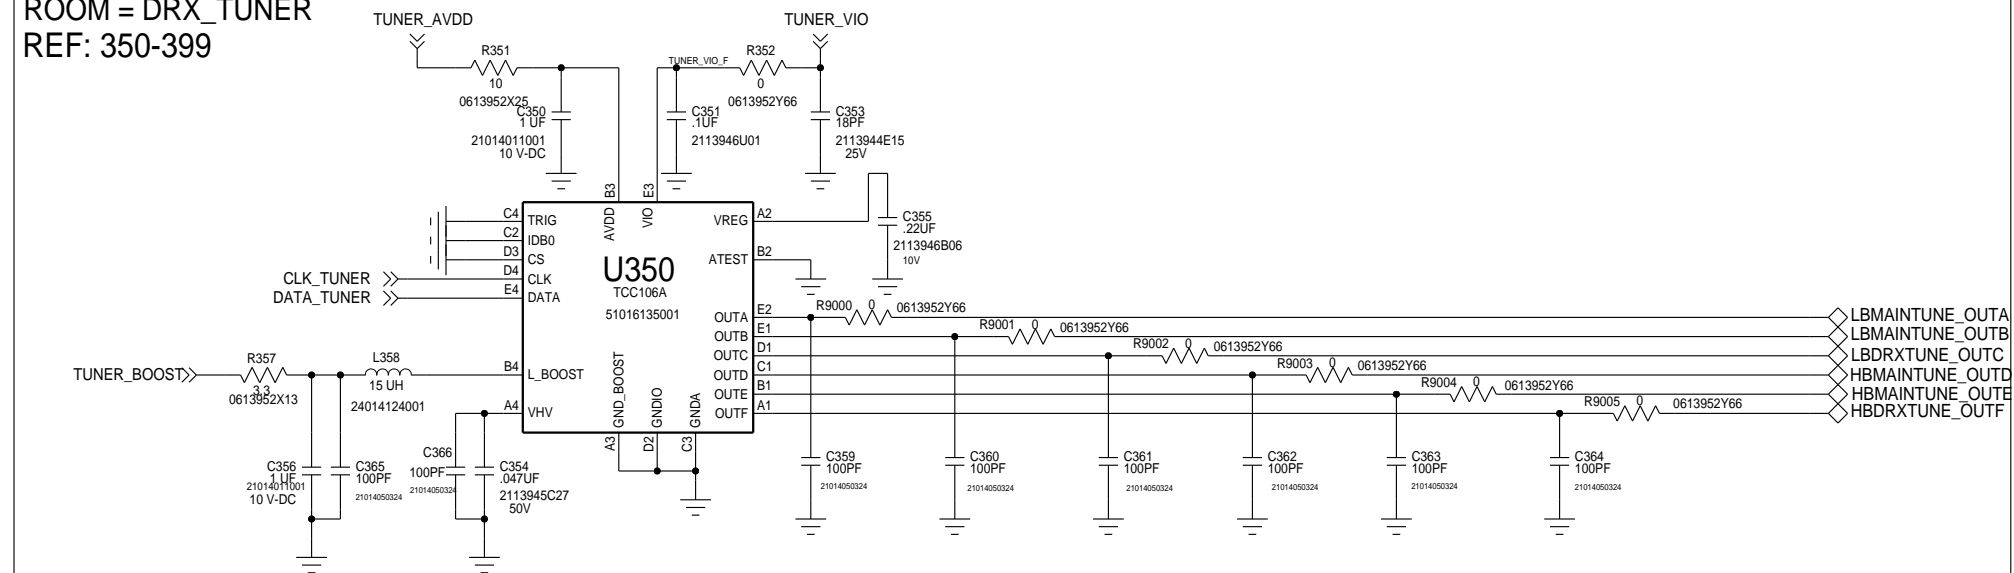 ROOM = DRX_TUNER
REF: 350-399
TUNER_AVDD
TUNER_VIO
R351
10
0613952X25
C350
1 UF
21014011001
10 V-DC
TUNER_VIO_F
R352
0
0613952Y66
C351
.1UF
2113946U01
C353
18PF
2113944E15
25V
B3
E3
AVDD
VIO
C4
TRIG
C2
IDB0
D3
CS
D4
CLK
E4
DATA
CLK_TUNER
DATA_TUNER
U350
TCC106A
51016135001
VREG
A2
C355
.22UF
2113946B06
10V
ATEST
B2
OUTA
E2
R9000
0
0613952Y66
LBMAINTUNE_OUTA
OUTB
E1
R9001
0
0613952Y66
LBMAINTUNE_OUTB
OUTC
D1
R9002
0
0613952Y66
LBDRXTUNE_OUTC
OUTD
C1
R9003
0
0613952Y66
HBMAINTUNE_OUTD
OUTE
B1
R9004
0
0613952Y66
HBMAINTUNE_OUTE
OUTF
A1
R9005
0
0613952Y66
HBDRXTUNE_OUTF
TUNER_BOOST
R357
3.3
0613952X13
L358
15 UH
24014124001
B4
L_BOOST
A4
VHV
GND_BOOST
GNDIO
GNDA
A3
D2
C3
C356
1 UF
21014011001
10 V-DC
C365
100PF
21014050324
C366
100PF
21014050324
C354
.047UF
2113945C27
50V
C359
100PF
21014050324
C360
100PF
21014050324
C361
100PF
21014050324
C362
100PF
21014050324
C363
100PF
21014050324
C364
100PF
21014050324